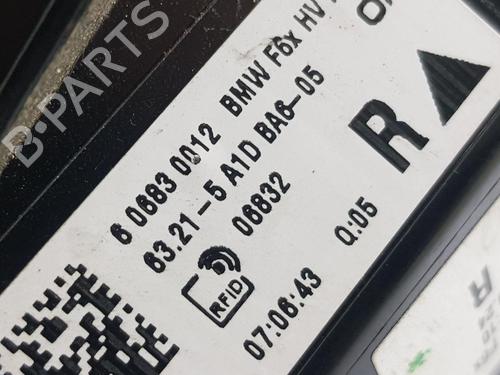 6 0683 0012 BMW F6x HV
63.21-5 A1D BA6-05
06832
RFID
07:06:43 Q:05
R
B-PARTS
R